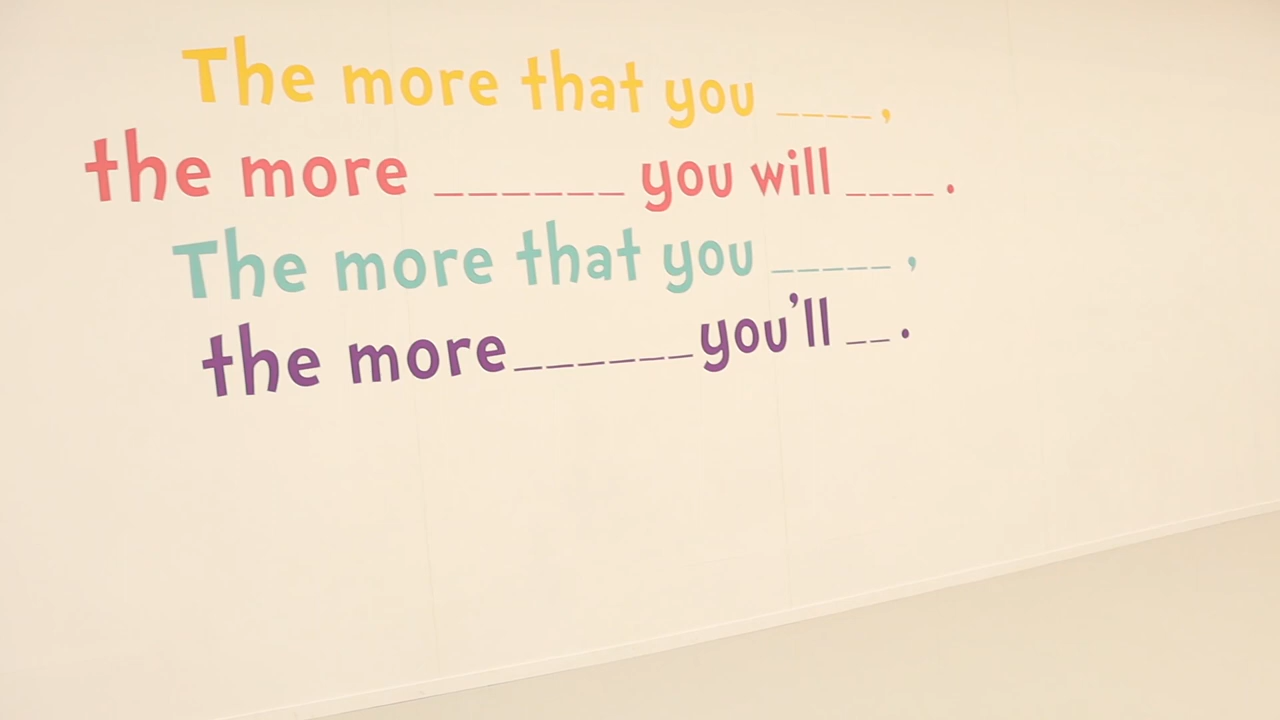 The more that you ____,
the more ______ you will ____.
The more that you _____,
the more ______ you'll __.